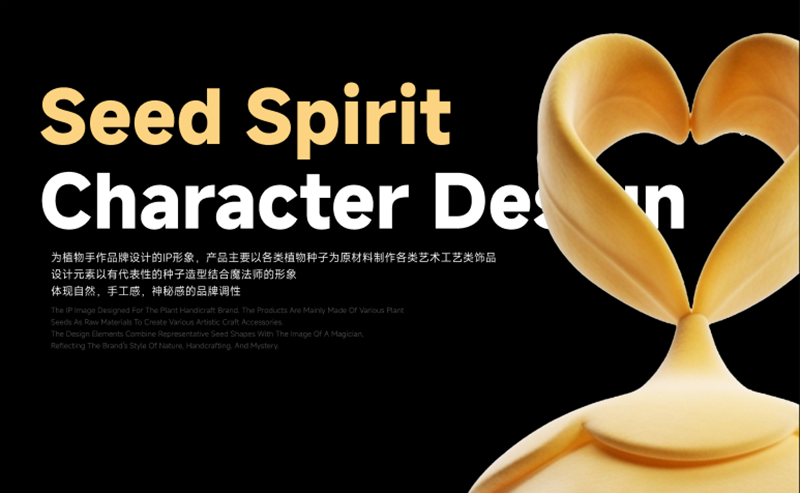 Seed Spirit
Character Design
为植物手作品牌设计的IP形象，产品主要以各类植物种子为原材料制作各类艺术工艺类饰品
设计元素以有代表性的种子造型结合魔法师的形象
体现自然，手工感，神秘感的品牌调性
The IP Image Designed For The Plant Handicraft Brand. The Products Are Mainly Made Of Various Plant
Seeds As Raw Materials To Create Various Artistic Craft Accessories.
The Design Elements Combine Representative Seed Shapes With The Image Of A Magician,
Reflecting The Brand's Style Of Nature, Handcrafting, And Mystery.